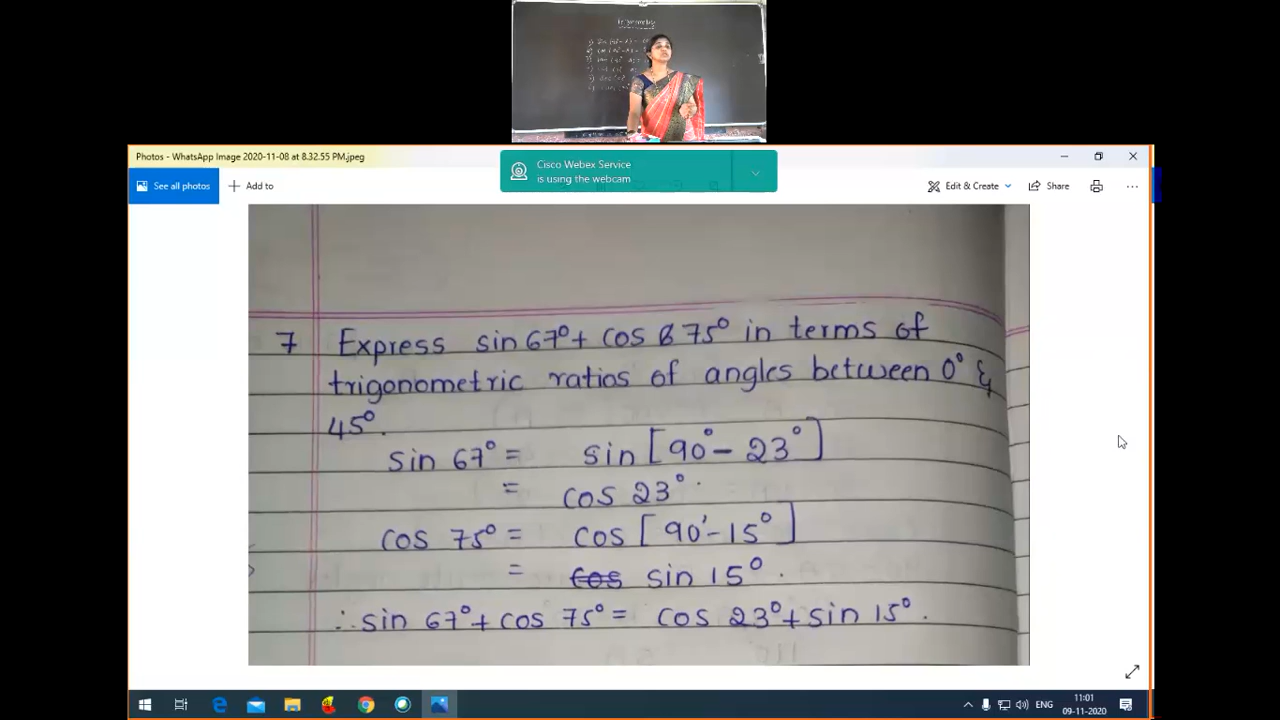 Trigonometry
Photos - WhatsApp Image 2020-11-08 at 8.32.55 PM.jpeg
Cisco Webex Service
is using the webcam
See all photos
Add to
Edit & Create
Share
7 Express sin 67° + cos 75° in terms of
trigonometric ratios of angles between 0° &
45°.
sin 67° = sin [90° - 23°]
= cos 23°.
cos 75° = cos [90° - 15°]
= cos sin 15°.
∴ sin 67° + cos 75° = cos 23° + sin 15°.
ENG
11:01
09-11-2020